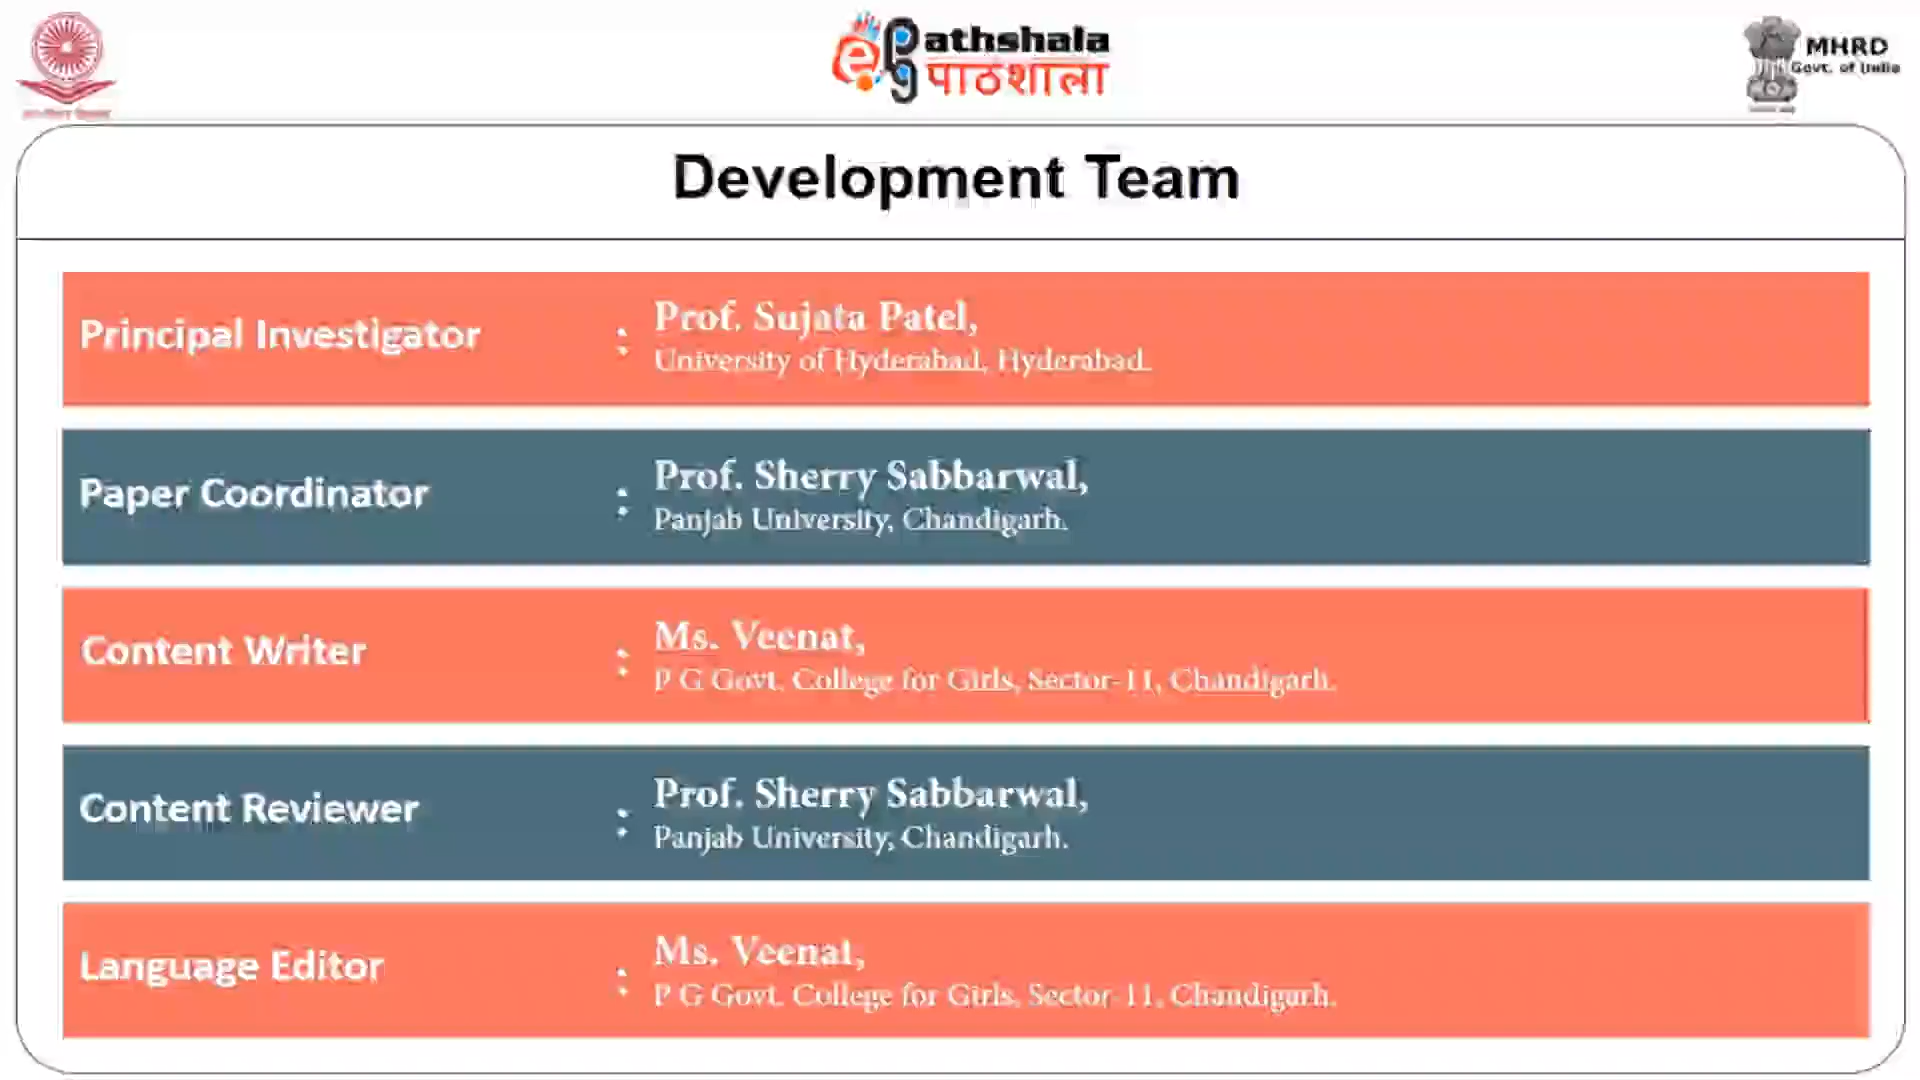 ePathshala
पाठशाला
MHRD
Govt. of India
Development Team
Principal Investigator : Prof. Sujata Patel,
University of Hyderabad, Hyderabad.
Paper Coordinator : Prof. Sherry Sabbarwal,
Panjab University, Chandigarh.
Content Writer : Ms. Veenat,
P G Govt. College for Girls, Sector-11, Chandigarh.
Content Reviewer : Prof. Sherry Sabbarwal,
Panjab University, Chandigarh.
Language Editor : Ms. Veenat,
P G Govt. College for Girls, Sector-11, Chandigarh.